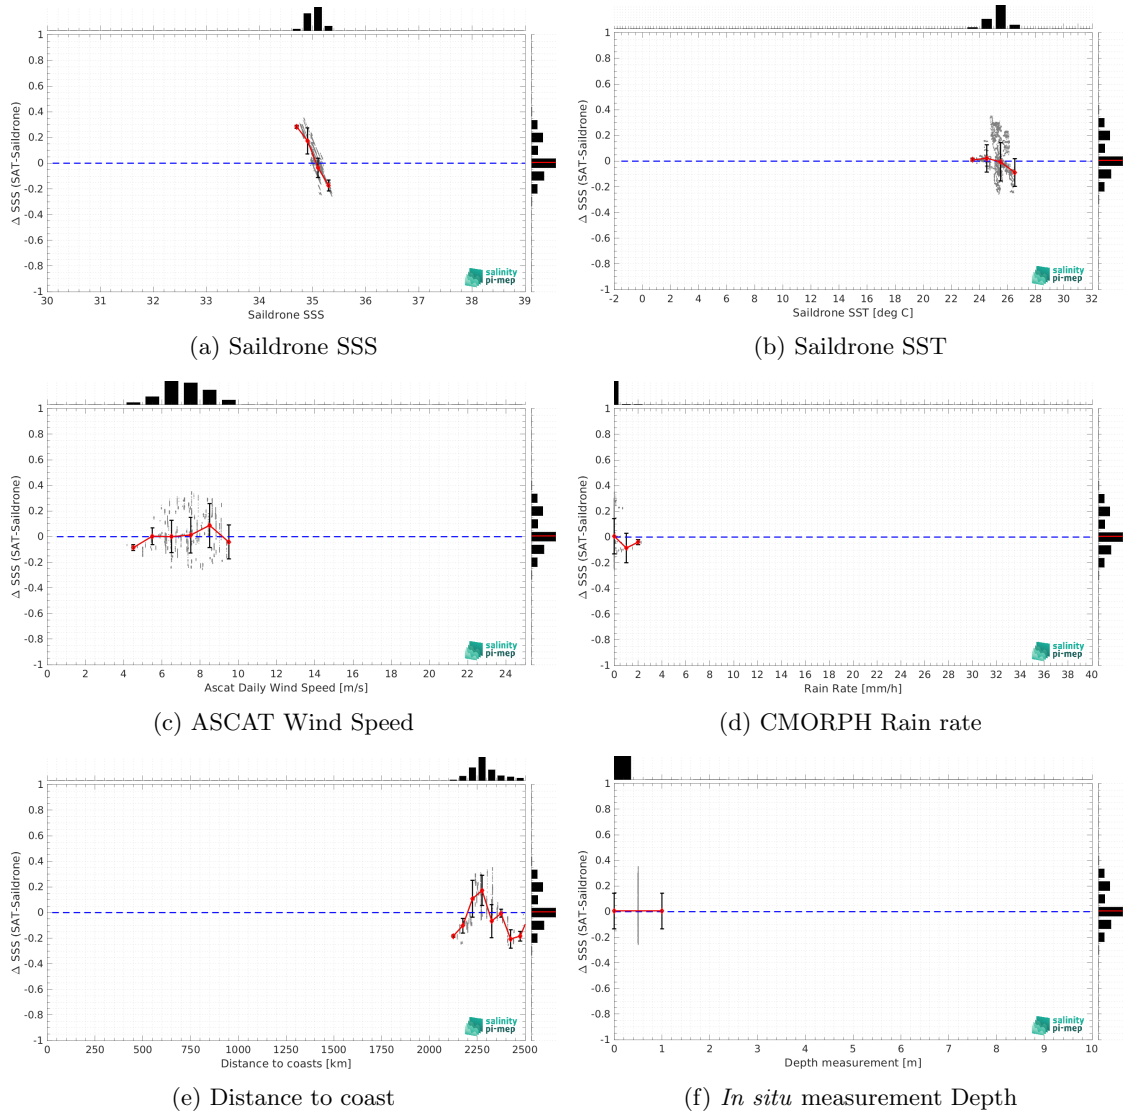 1
0.8
0.6
0.4
0.2
0
-0.2
-0.4
-0.6
-0.8
-1
Δ SSS (SAT-Saildrone)
30 31 32 33 34 35 36 37 38 39
Saildrone SSS
salinity
pi-mep
(a) Saildrone SSS
1
0.8
0.6
0.4
0.2
0
-0.2
-0.4
-0.6
-0.8
-1
Δ SSS (SAT-Saildrone)
-2 0 2 4 6 8 10 12 14 16 18 20 22 24 26 28 30 32
Saildrone SST [deg C]
salinity
pi-mep
(b) Saildrone SST
1
0.8
0.6
0.4
0.2
0
-0.2
-0.4
-0.6
-0.8
-1
Δ SSS (SAT-Saildrone)
0 2 4 6 8 10 12 14 16 18 20 22 24
Ascat Daily Wind Speed [m/s]
salinity
pi-mep
(c) ASCAT Wind Speed
1
0.8
0.6
0.4
0.2
0
-0.2
-0.4
-0.6
-0.8
-1
Δ SSS (SAT-Saildrone)
0 2 4 6 8 10 12 14 16 18 20 22 24 26 28 30 32 34 36 38 40
Rain Rate [mm/h]
salinity
pi-mep
(d) CMORPH Rain rate
1
0.8
0.6
0.4
0.2
0
-0.2
-0.4
-0.6
-0.8
-1
Δ SSS (SAT-Saildrone)
0 250 500 750 1000 1250 1500 1750 2000 2250 2500
Distance to coasts [km]
salinity
pi-mep
(e) Distance to coast
1
0.8
0.6
0.4
0.2
0
-0.2
-0.4
-0.6
-0.8
-1
Δ SSS (SAT-Saildrone)
0 1 2 3 4 5 6 7 8 9 10
Depth measurement [m]
salinity
pi-mep
(f) In situ measurement Depth